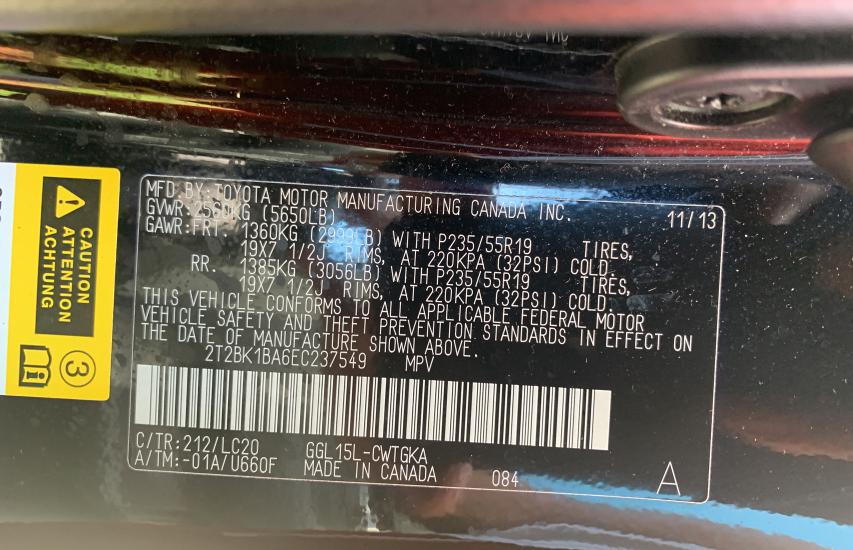 CAUTION
ATTENTION
ACHTUNG
3
MFD BY: TOYOTA MOTOR MANUFACTURING CANADA INC. 11/13
GVWR: 2560KG (5650LB)
GAWR: FRT. 1360KG (2999LB) WITH P235/55R19 TIRES,
19X7 1/2J RIMS, AT 220KPA (32PSI) COLD.
RR. 1385KG (3056LB) WITH P235/55R19 TIRES,
19X7 1/2J RIMS, AT 220KPA (32PSI) COLD.
THIS VEHICLE CONFORMS TO ALL APPLICABLE FEDERAL MOTOR
VEHICLE SAFETY AND THEFT PREVENTION STANDARDS IN EFFECT ON
THE DATE OF MANUFACTURE SHOWN ABOVE.
2T2BK1BA6EC237549 MPV
C/TR:212/LC20 GGL15L-CWTGKA
A/TM:-01A/U660F MADE IN CANADA 084 A